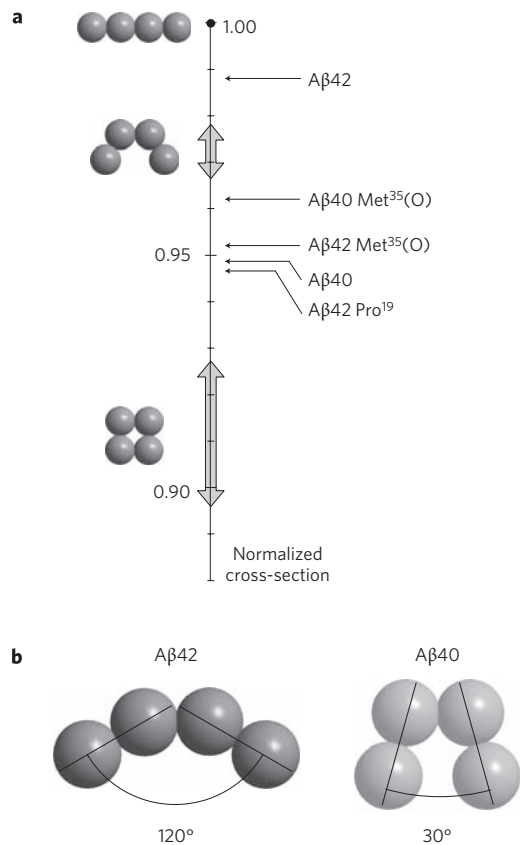 a
1.00
Aβ42
Aβ40 Met³⁵(O)
Aβ42 Met³⁵(O)
0.95
Aβ40
Aβ42 Pro¹⁹
0.90
Normalized
cross-section
b
Aβ42
Aβ40
120°
30°